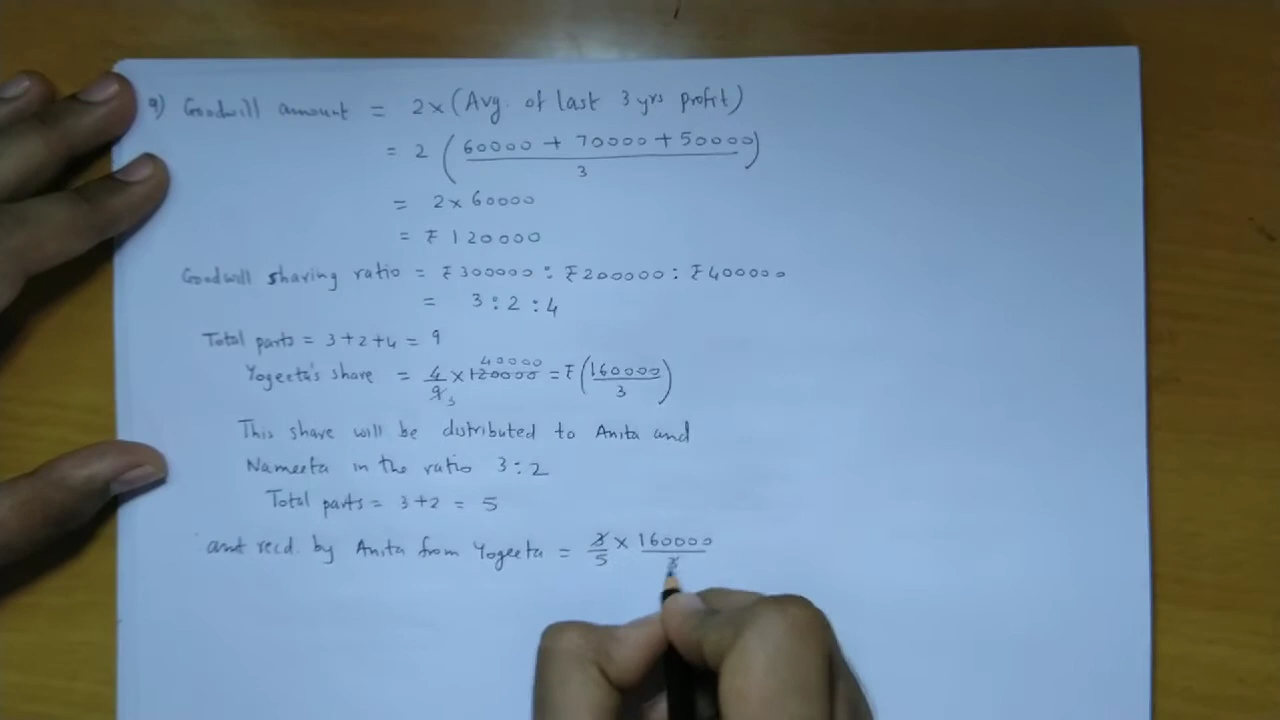 9) Goodwill amount = 2 × (Avg. of last 3 yrs profit)
= 2 (60000 + 70000 + 50000 / 3)
= 2 × 60000
= ₹ 120000
Goodwill sharing ratio = ₹300000 : ₹200000 : ₹400000
= 3 : 2 : 4
Total parts = 3+2+4 = 9
40000
Yogeeta's share = 4/9 3 × 120000 = ₹ (160000/3)
This share will be distributed to Anita and
Nameeta in the ratio 3 : 2
Total parts = 3+2 = 5
amt recd. by Anita from Yogeeta = 3/5 × 160000/3